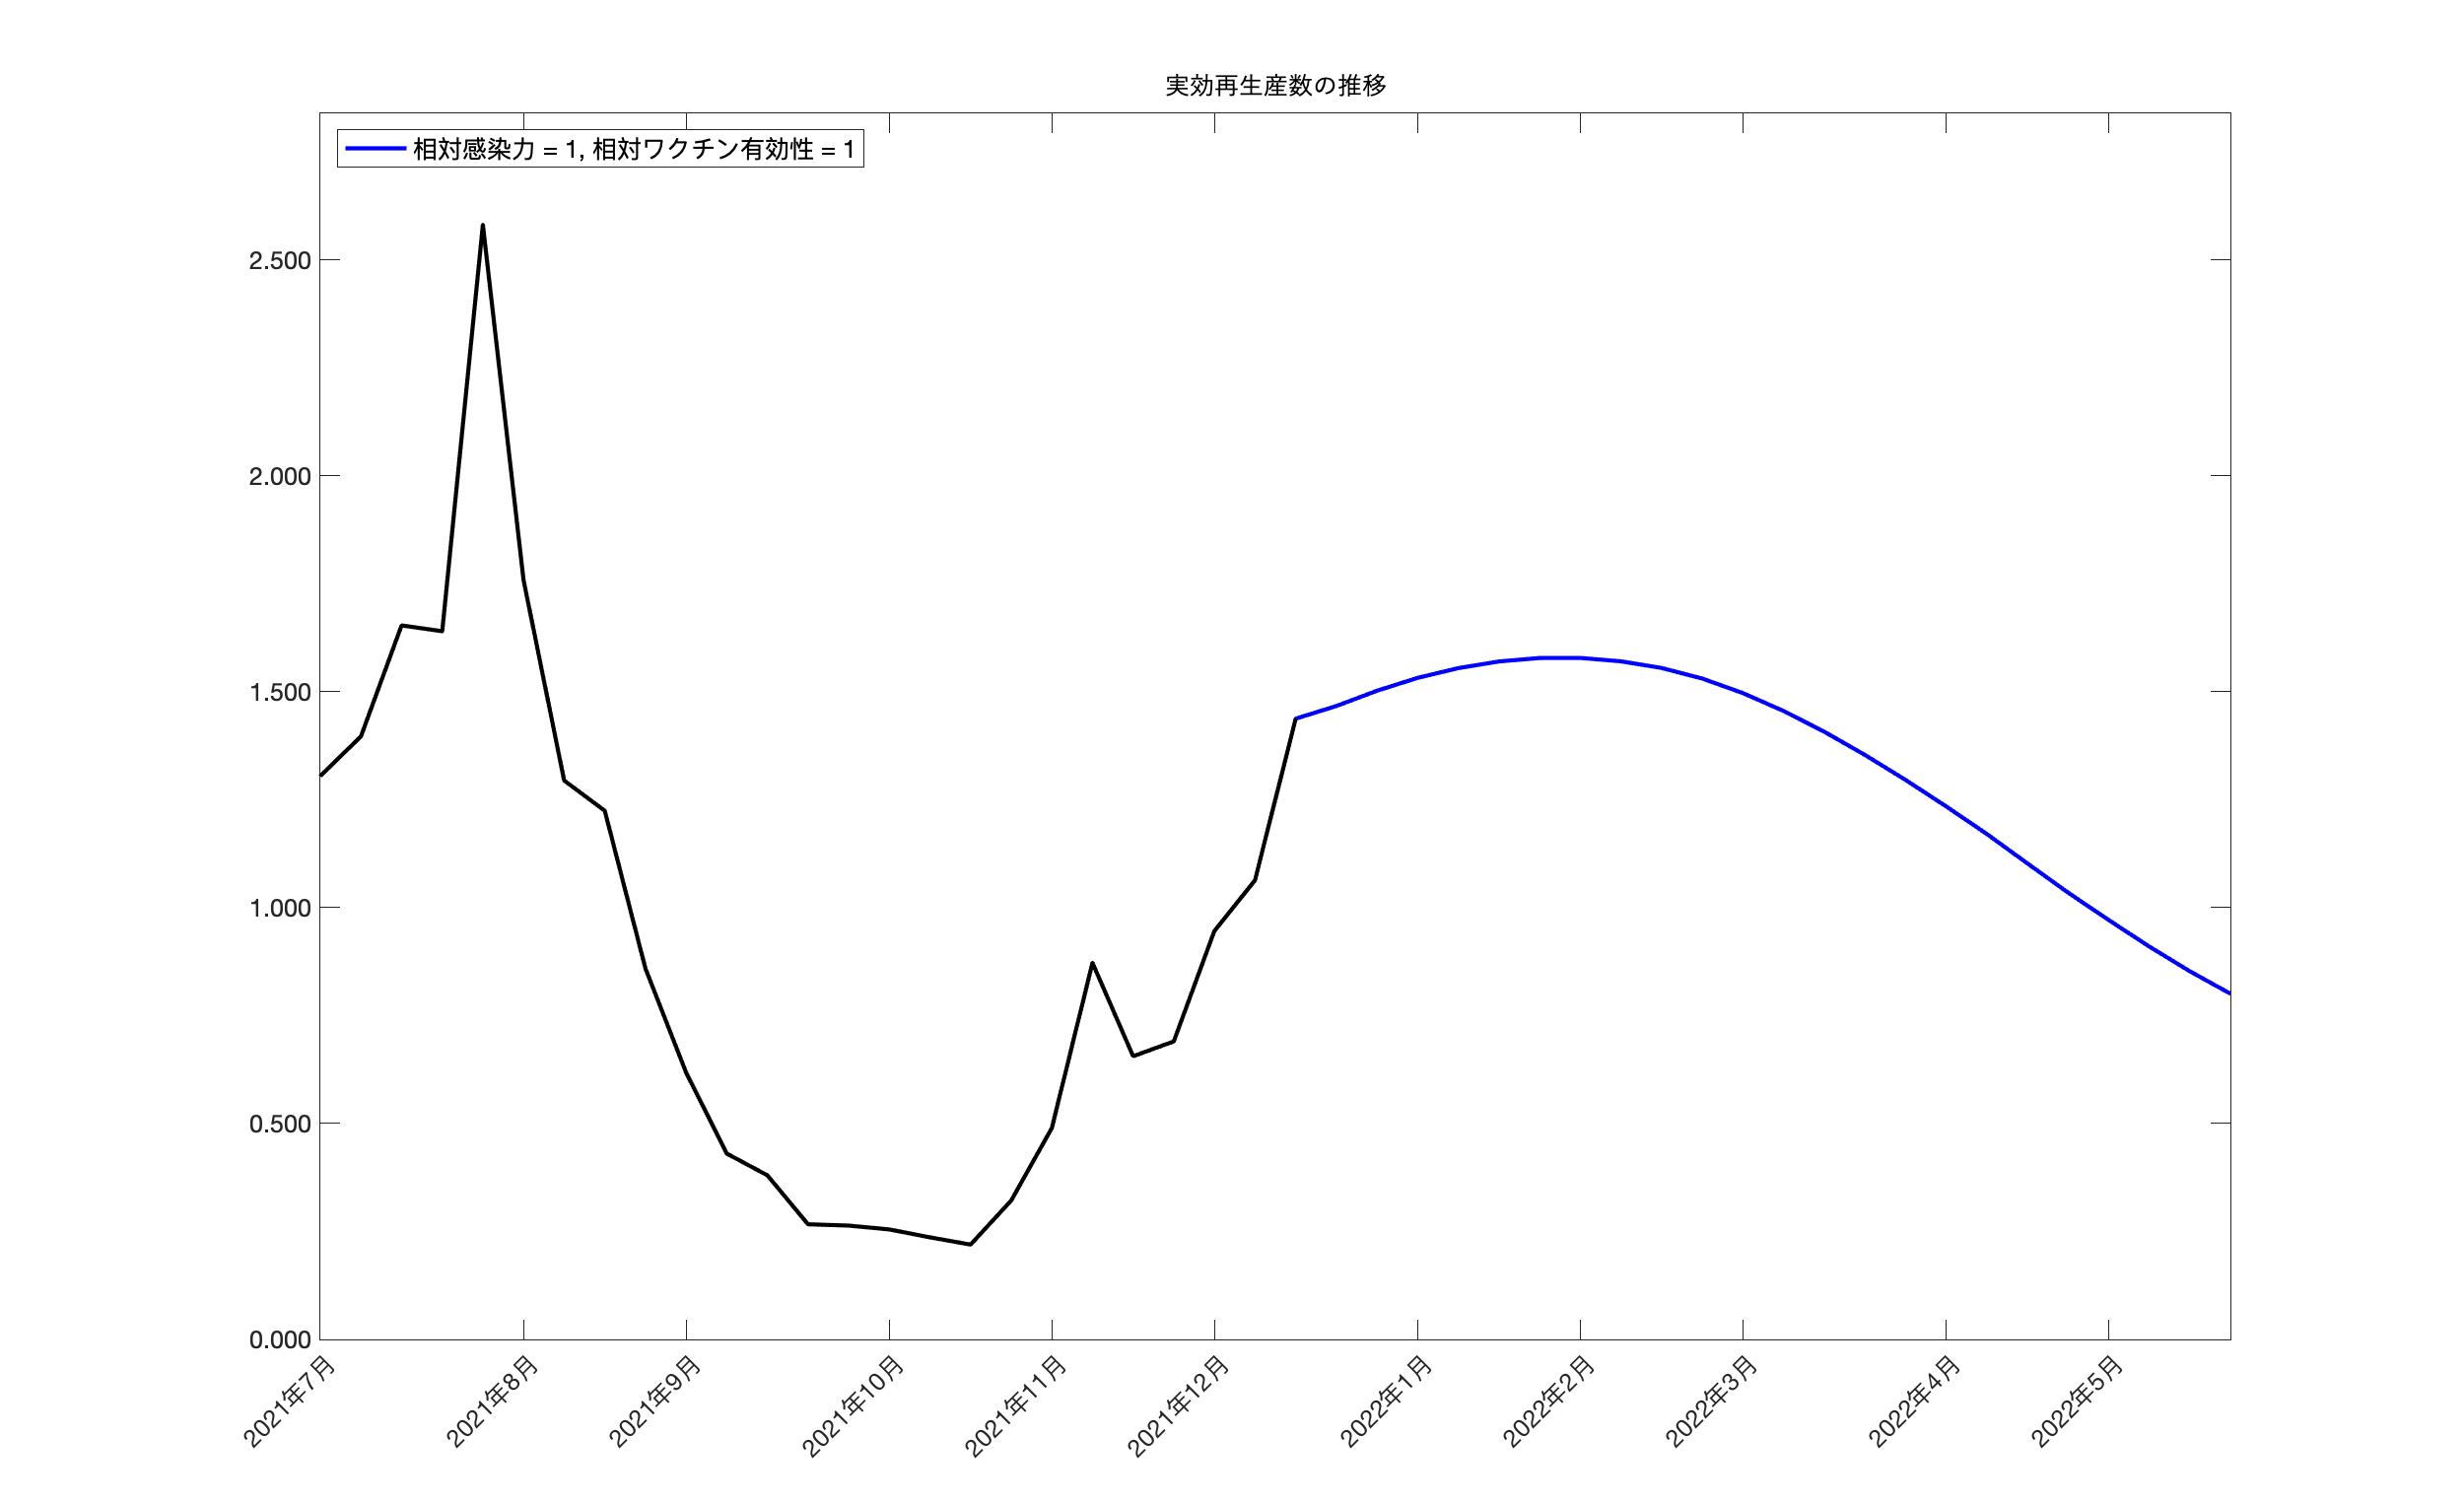 実効再生産数の推移
相対感染力 = 1, 相対ワクチン有効性 = 1
2.500
2.000
1.500
1.000
0.500
0.000
2021年7月
2021年8月
2021年9月
2021年10月
2021年11月
2021年12月
2022年1月
2022年2月
2022年3月
2022年4月
2022年5月